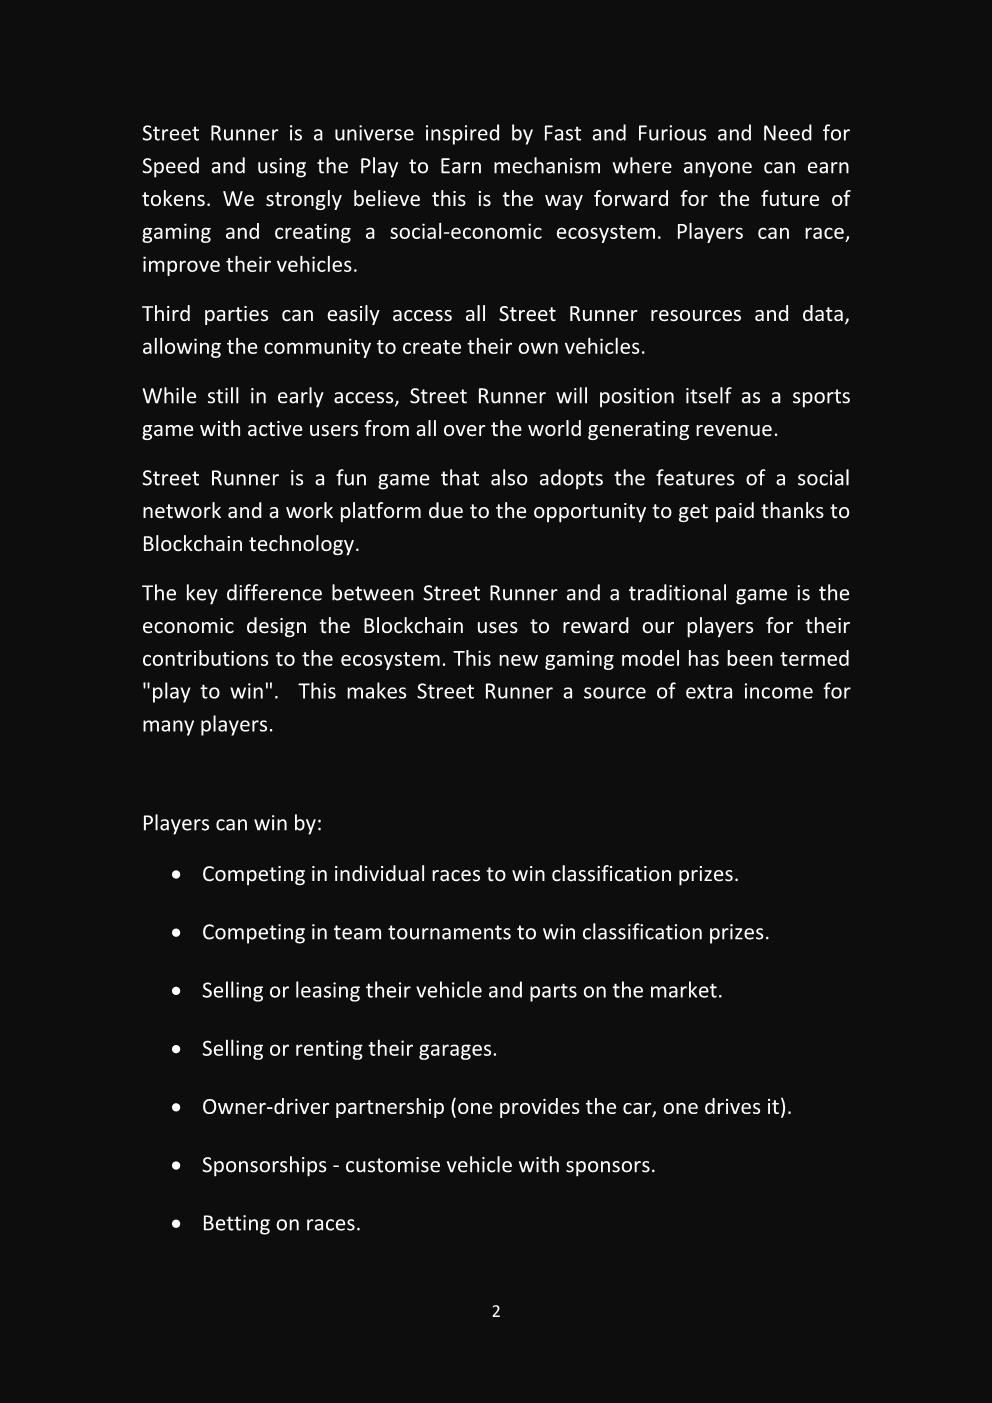 Street Runner is a universe inspired by Fast and Furious and Need for
Speed and using the Play to Earn mechanism where anyone can earn
tokens. We strongly believe this is the way forward for the future of
gaming and creating a social-economic ecosystem. Players can race,
improve their vehicles.
Third parties can easily access all Street Runner resources and data,
allowing the community to create their own vehicles.
While still in early access, Street Runner will position itself as a sports
game with active users from all over the world generating revenue.
Street Runner is a fun game that also adopts the features of a social
network and a work platform due to the opportunity to get paid thanks to
Blockchain technology.
The key difference between Street Runner and a traditional game is the
economic design the Blockchain uses to reward our players for their
contributions to the ecosystem. This new gaming model has been termed
"play to win".  This makes Street Runner a source of extra income for
many players.
Players can win by:
• Competing in individual races to win classification prizes.
• Competing in team tournaments to win classification prizes.
• Selling or leasing their vehicle and parts on the market.
• Selling or renting their garages.
• Owner-driver partnership (one provides the car, one drives it).
• Sponsorships - customise vehicle with sponsors.
• Betting on races.
2